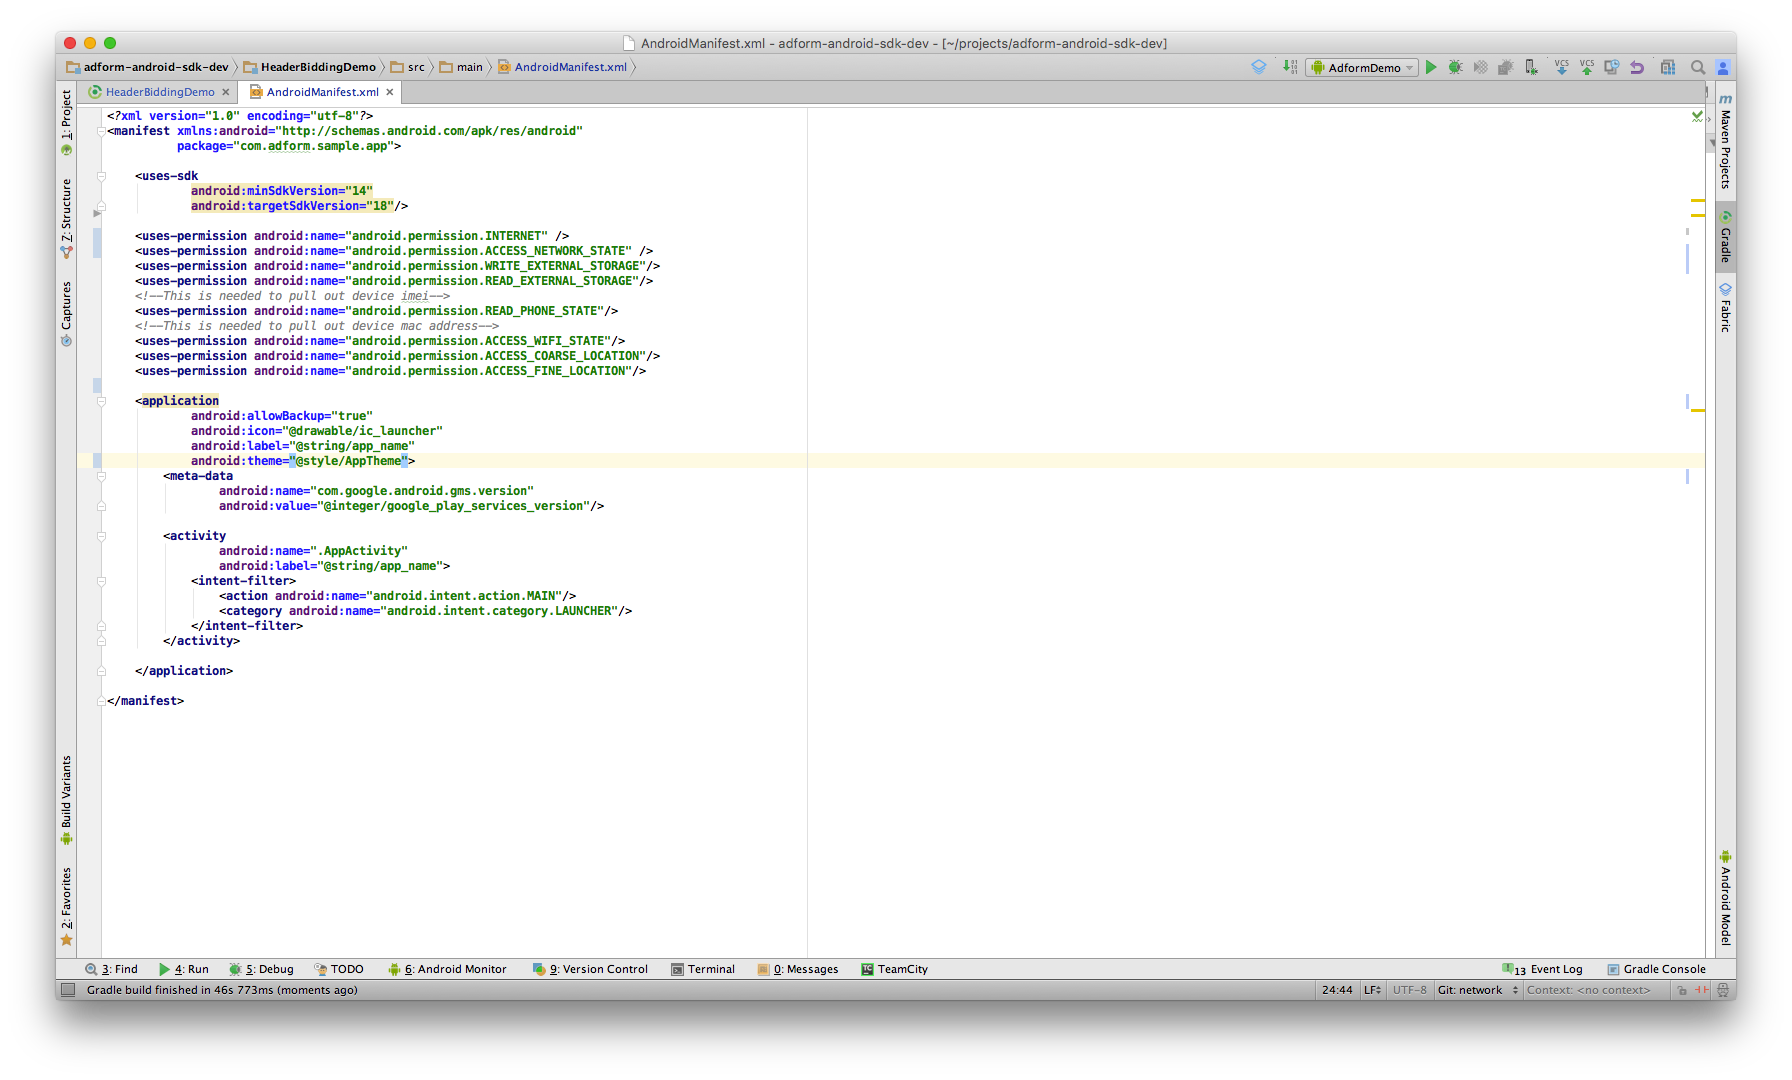 AndroidManifest.xml - adform-android-sdk-dev - [~/projects/adform-android-sdk-dev]
adform-android-sdk-dev HeaderBiddingDemo src main AndroidManifest.xml AdformDemo VCS VCS
HeaderBiddingDemo AndroidManifest.xml
1: Project
7: Structure
Captures
Build Variants
2: Favorites
<?xml version="1.0" encoding="utf-8"?>
<manifest xmlns:android="http://schemas.android.com/apk/res/android"
package="com.adform.sample.app">
<uses-sdk
android:minSdkVersion="14"
android:targetSdkVersion="18"/>
<uses-permission android:name="android.permission.INTERNET" />
<uses-permission android:name="android.permission.ACCESS_NETWORK_STATE" />
<uses-permission android:name="android.permission.WRITE_EXTERNAL_STORAGE"/>
<uses-permission android:name="android.permission.READ_EXTERNAL_STORAGE"/>
<!--This is needed to pull out device imei-->
<uses-permission android:name="android.permission.READ_PHONE_STATE"/>
<!--This is needed to pull out device mac address-->
<uses-permission android:name="android.permission.ACCESS_WIFI_STATE"/>
<uses-permission android:name="android.permission.ACCESS_COARSE_LOCATION"/>
<uses-permission android:name="android.permission.ACCESS_FINE_LOCATION"/>
<application
android:allowBackup="true"
android:icon="@drawable/ic_launcher"
android:label="@string/app_name"
android:theme="@style/AppTheme">
<meta-data
android:name="com.google.android.gms.version"
android:value="@integer/google_play_services_version"/>
<activity
android:name=".AppActivity"
android:label="@string/app_name">
<intent-filter>
<action android:name="android.intent.action.MAIN"/>
<category android:name="android.intent.category.LAUNCHER"/>
</intent-filter>
</activity>
</application>
</manifest>
Maven Projects
Gradle
Fabric
Android Model
3: Find 4: Run 5: Debug TODO 6: Android Monitor 9: Version Control Terminal 0: Messages TeamCity 13 Event Log Gradle Console
Gradle build finished in 46s 773ms (moments ago) 24:44 LF UTF-8 Git: network Context: <no context>